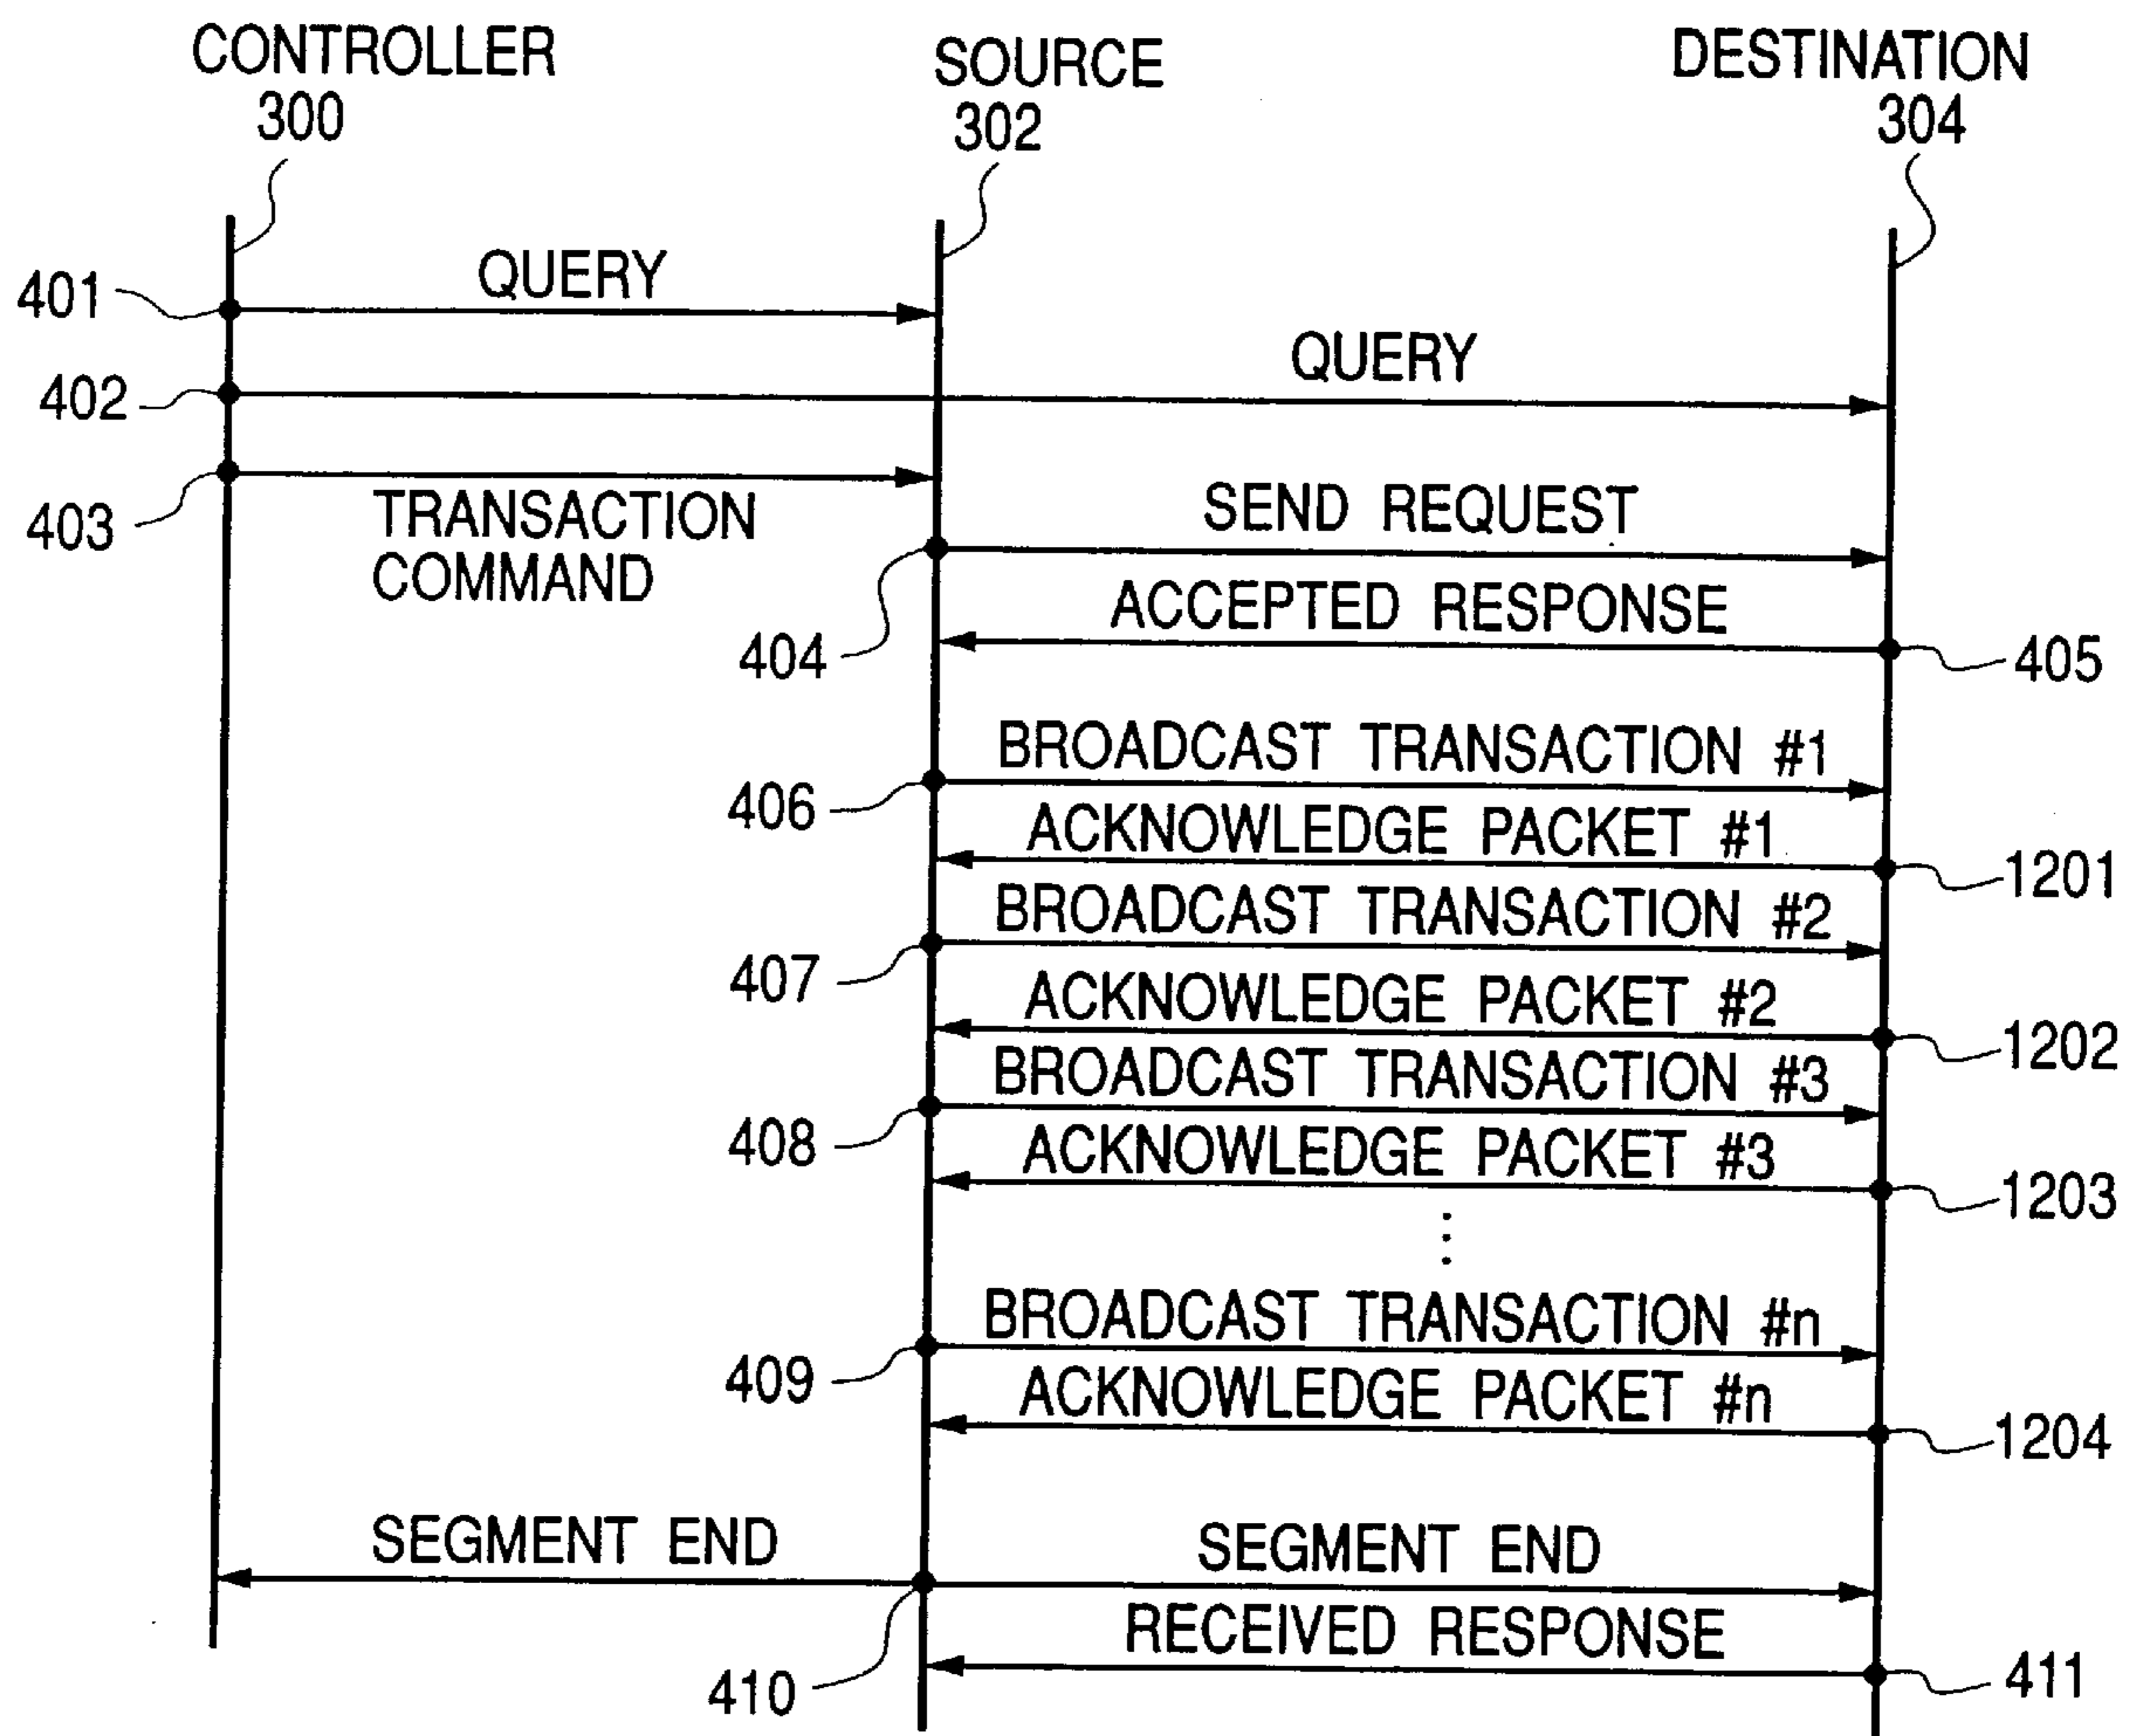 CONTROLLER
300
SOURCE
302
DESTINATION
304
401
QUERY
402
QUERY
403
TRANSACTION
COMMAND
SEND REQUEST
404
ACCEPTED RESPONSE
405
BROADCAST TRANSACTION #1
406
ACKNOWLEDGE PACKET #1
1201
BROADCAST TRANSACTION #2
407
ACKNOWLEDGE PACKET #2
1202
BROADCAST TRANSACTION #3
408
ACKNOWLEDGE PACKET #3
1203
⋮
BROADCAST TRANSACTION #n
409
ACKNOWLEDGE PACKET #n
1204
SEGMENT END
SEGMENT END
410
RECEIVED RESPONSE
411